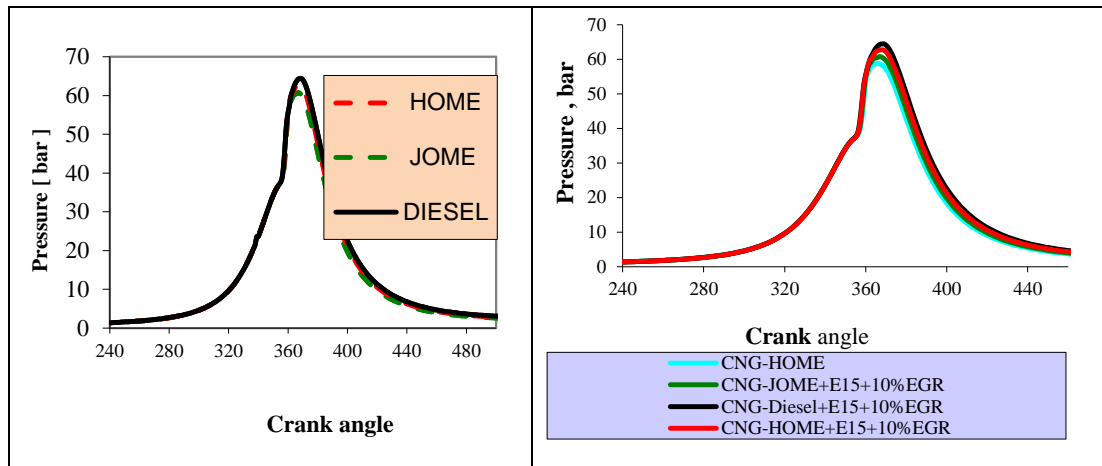 70
60
50
40
30
20
10
0
Pressure [ bar ]
HOME
JOME
DIESEL
240 280 320 360 400 440 480
Crank angle
70
60
50
40
30
20
10
0
Pressure , bar
240 280 320 360 400 440
Crank angle
CNG-HOME
CNG-JOME+E15+10%EGR
CNG-Diesel+E15+10%EGR
CNG-HOME+E15+10%EGR